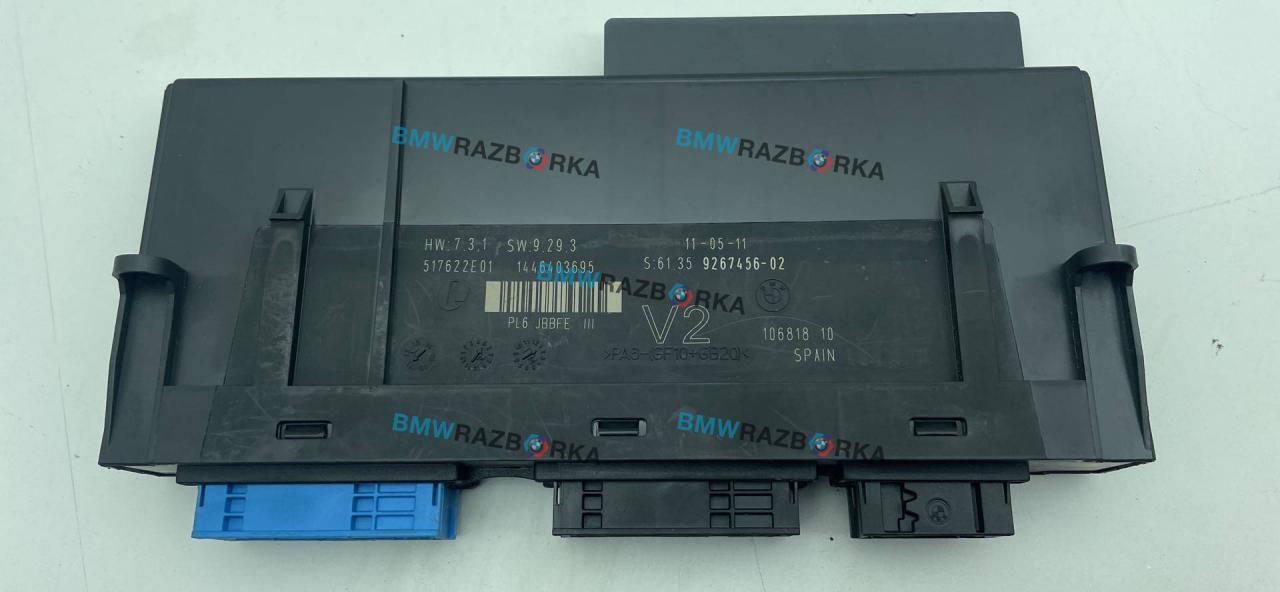 BMWRAZBORKA BMWRAZBORKA
HW:7.3.1 SW:9.29.3 11-05-11
517622E01 1446403695 S:61.35 9267456-02
BMWRAZBORKA
PL6 JBBFE III
V2
106818 10
>PA6-(GF10+GB20)<
SPAIN
BMWRAZBORKA BMWRAZBORKA